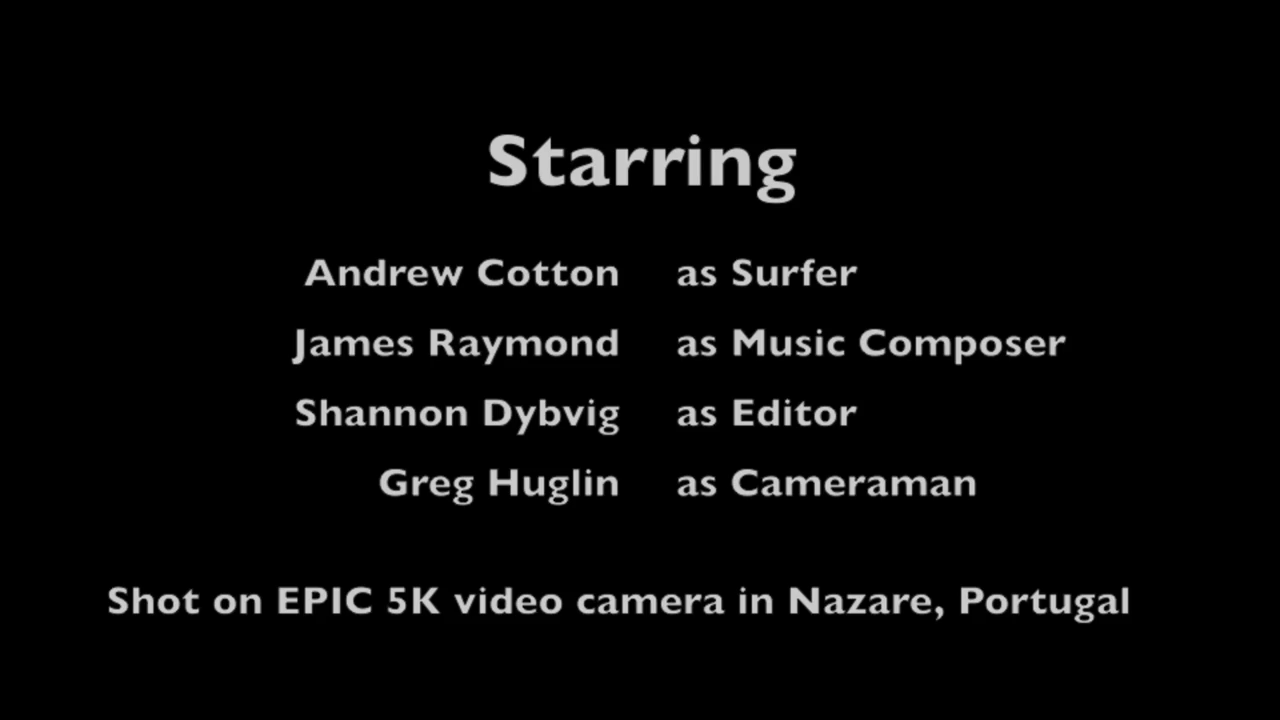 Starring
Andrew Cotton as Surfer
James Raymond as Music Composer
Shannon Dybvig as Editor
Greg Huglin as Cameraman
Shot on EPIC 5K video camera in Nazare, Portugal